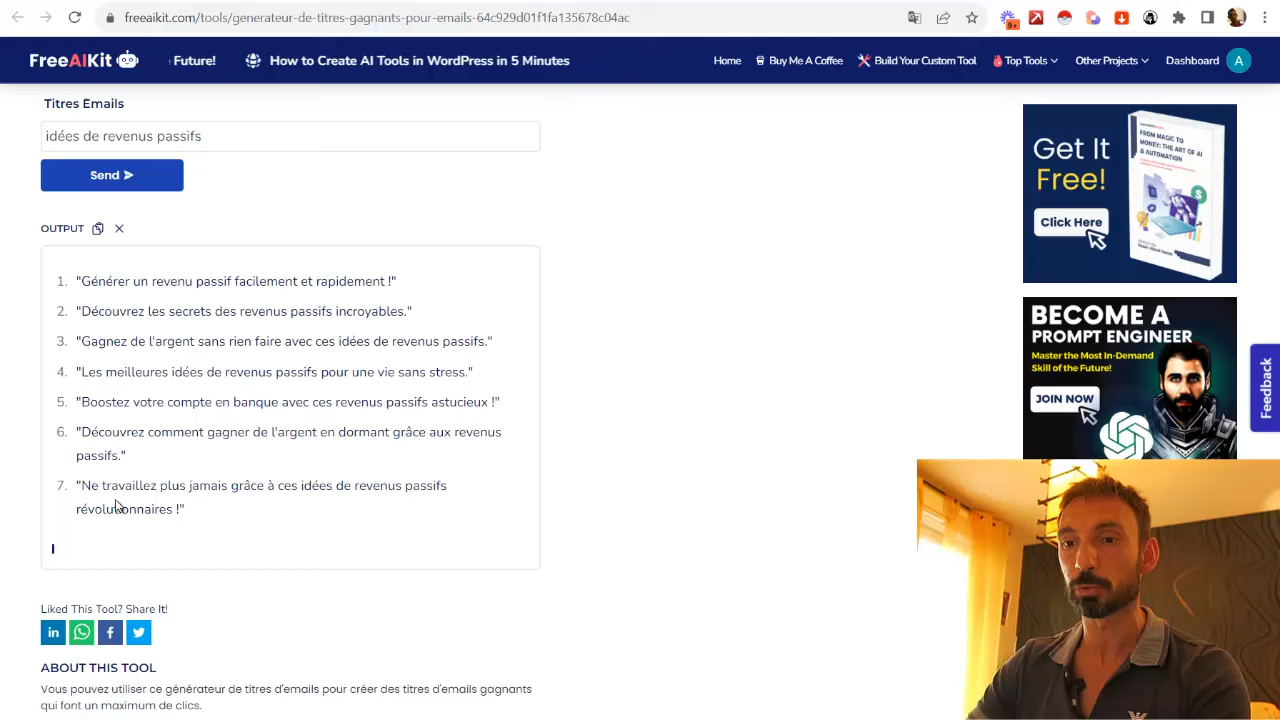 freeaikit.com/tools/generateur-de-titres-gagnants-pour-emails-64c929d01f1fa135678c04ac
9+
FreeAIKit
Future!
How to Create AI Tools in WordPress in 5 Minutes
Home
Buy Me A Coffee
Build Your Custom Tool
Top Tools
Other Projects
Dashboard
A
Titres Emails
idées de revenus passifs
Send
OUTPUT
1. "Générer un revenu passif facilement et rapidement !"
2. "Découvrez les secrets des revenus passifs incroyables."
3. "Gagnez de l'argent sans rien faire avec ces idées de revenus passifs."
4. "Les meilleures idées de revenus passifs pour une vie sans stress."
5. "Boostez votre compte en banque avec ces revenus passifs astucieux !"
6. "Découvrez comment gagner de l'argent en dormant grâce aux revenus
passifs."
7. "Ne travaillez plus jamais grâce à ces idées de revenus passifs
révolutionnaires !"
Liked This Tool? Share It!
in
f
ABOUT THIS TOOL
Vous pouvez utiliser ce générateur de titres d'emails pour créer des titres d'emails gagnants
qui font un maximum de clics.
Get It
Free!
Click Here
FROM MAGIC TO
MONEY: THE ART OF AI
& AUTOMATION
BECOME A
PROMPT ENGINEER
Master the Most In-Demand
Skill of the Future!
JOIN NOW
Feedback